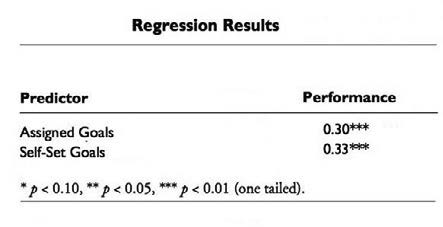 Regression Results
Predictor Performance
Assigned Goals 0.30***
Self-Set Goals 0.33***
* p < 0.10, ** p < 0.05, *** p < 0.01 (one tailed).